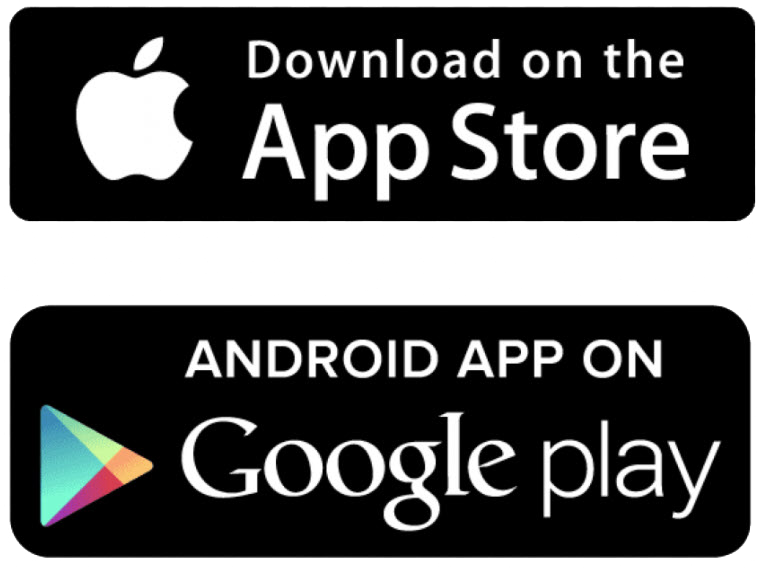 Download on the
App Store
ANDROID APP ON
Google play